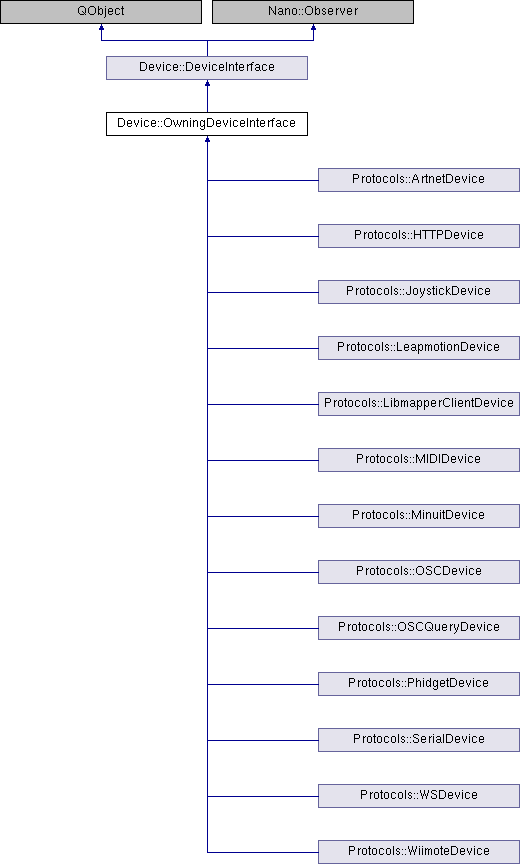 QObject
Nano::Observer
Device::DeviceInterface
Device::OwningDeviceInterface
Protocols::ArtnetDevice
Protocols::HTTPDevice
Protocols::JoystickDevice
Protocols::LeapmotionDevice
Protocols::LibmapperClientDevice
Protocols::MIDIDevice
Protocols::MinuitDevice
Protocols::OSCDevice
Protocols::OSCQueryDevice
Protocols::PhidgetDevice
Protocols::SerialDevice
Protocols::WSDevice
Protocols::WiimoteDevice